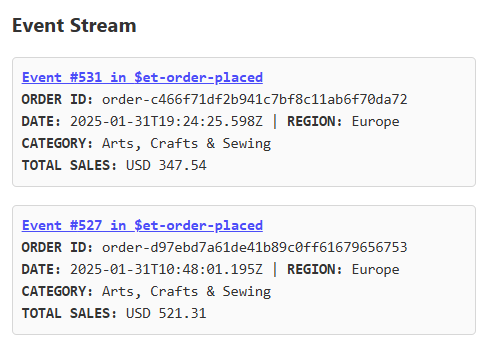 Event Stream
Event #531 in $et-order-placed
ORDER ID: order-c466f71df2b941c7bf8c11ab6f70da72
DATE: 2025-01-31T19:24:25.598Z | REGION: Europe
CATEGORY: Arts, Crafts & Sewing
TOTAL SALES: USD 347.54
Event #527 in $et-order-placed
ORDER ID: order-d97ebd7a61de41b89c0ff61679656753
DATE: 2025-01-31T10:48:01.195Z | REGION: Europe
CATEGORY: Arts, Crafts & Sewing
TOTAL SALES: USD 521.31